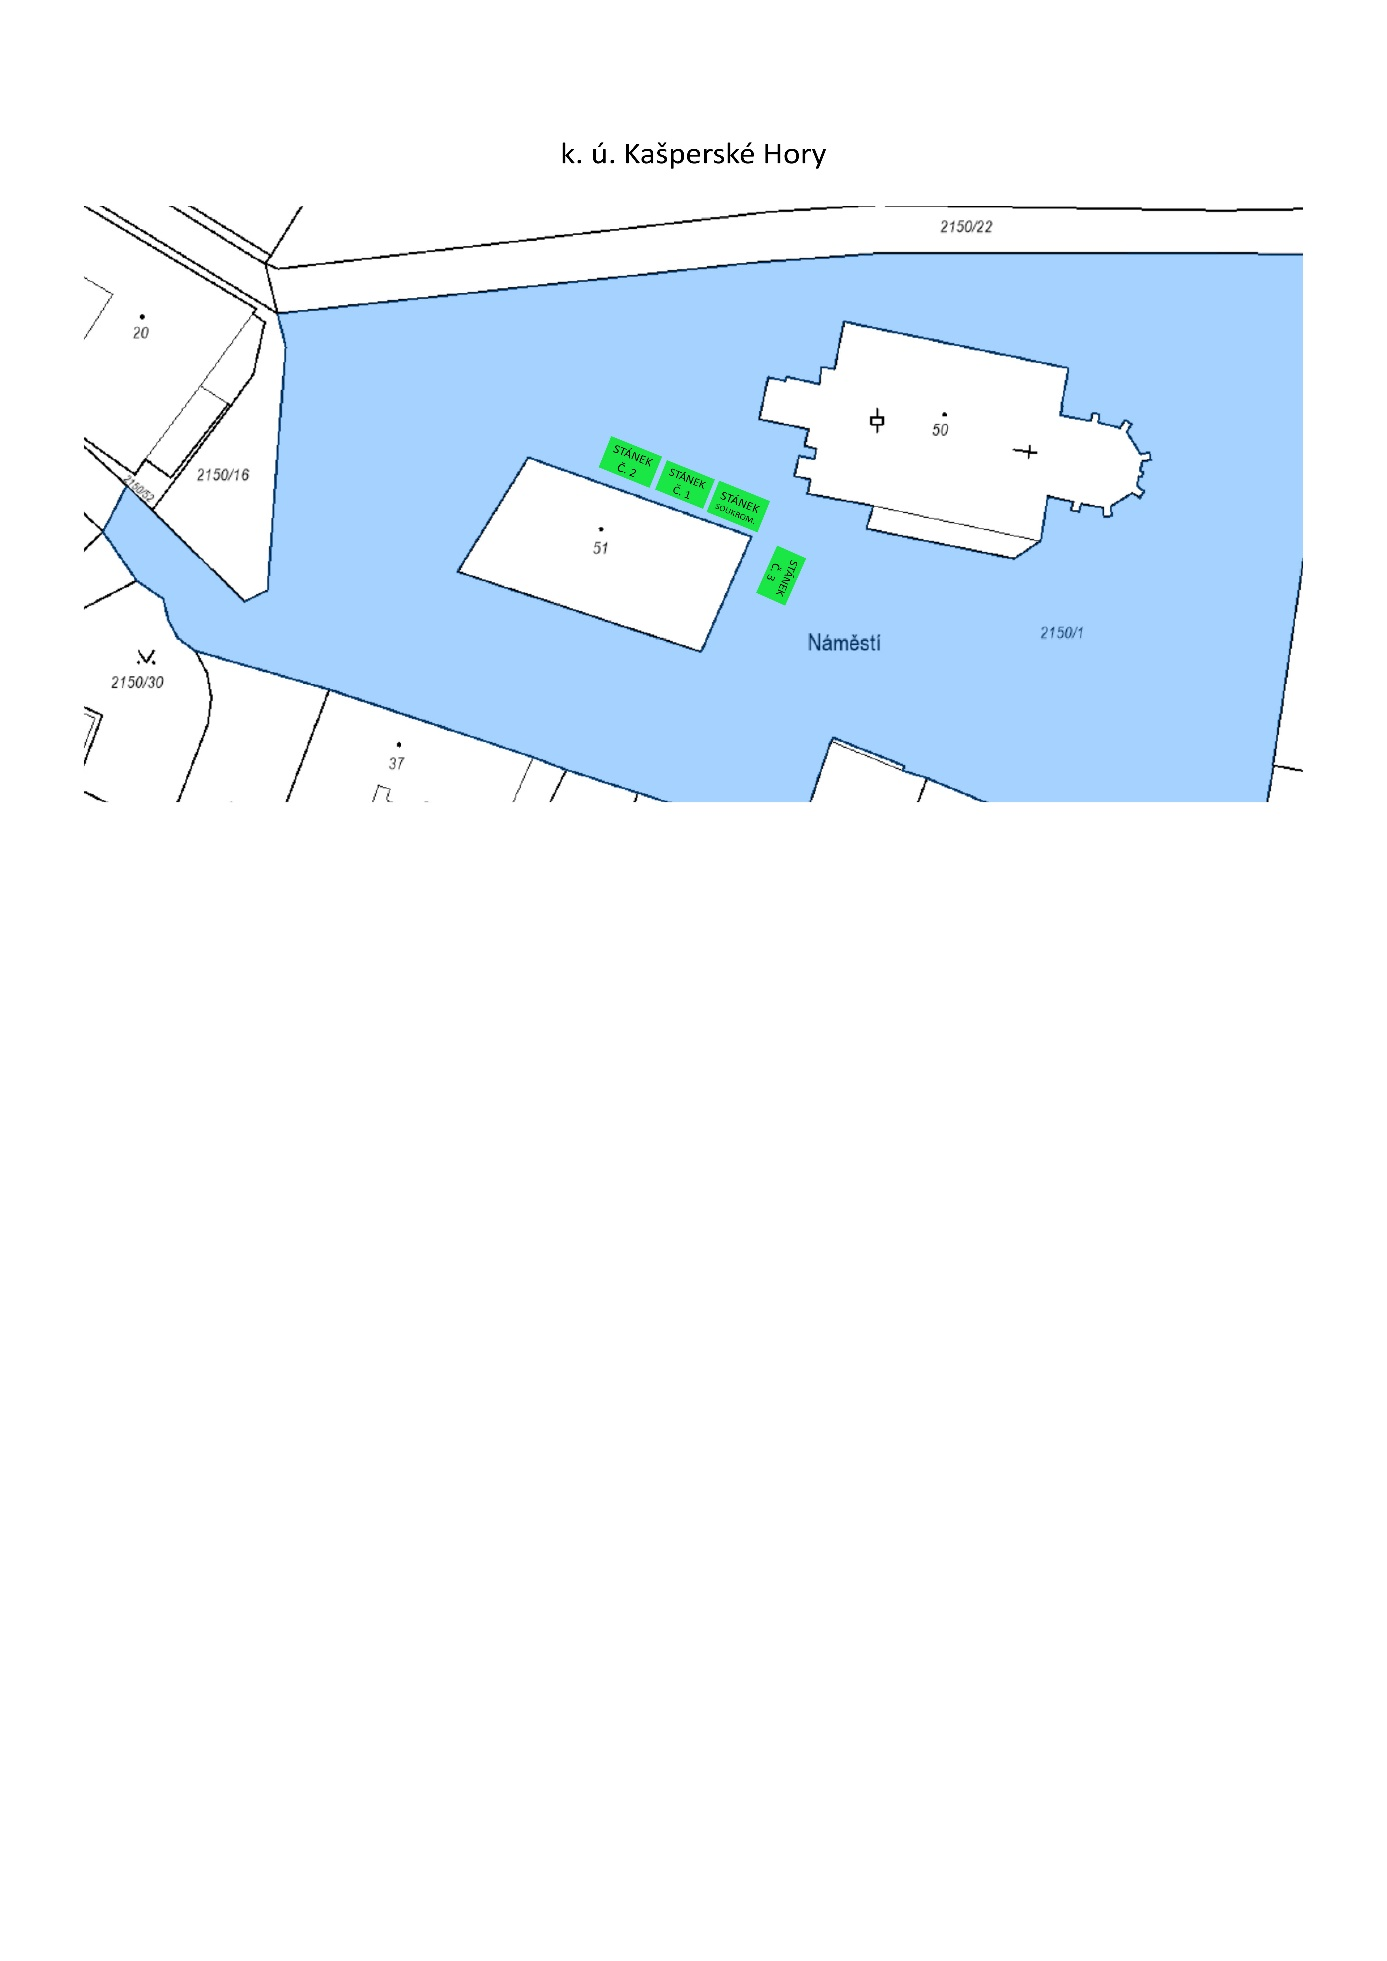 k. ú. Kašperské Hory
2150/22
20
50
STÁNEK
Č. 2
STÁNEK
Č. 1
STÁNEK
SOUKROM.
2150/16
2150/52
51
STÁNEK
Č. 3
Náměstí
2150/1
2150/30
37